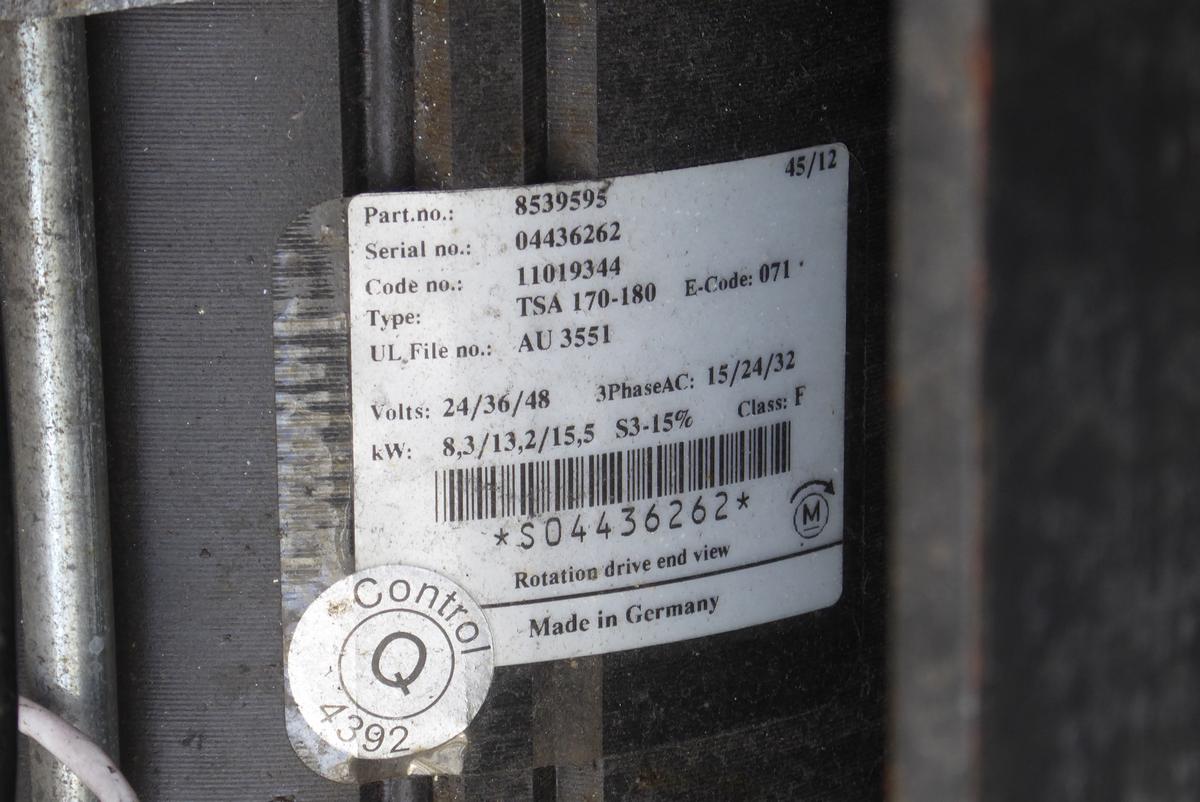 45/12
Part.no.: 8539595
Serial no.: 04436262
Code no.: 11019344
Type: TSA 170-180 E-Code: 071
UL File no.: AU 3551
Volts: 24/36/48 3PhaseAC: 15/24/32
kW: 8,3/13,2/15,5 S3-15% Class: F
*S04436262*
M
Rotation drive end view
Made in Germany
Control
Q
4392